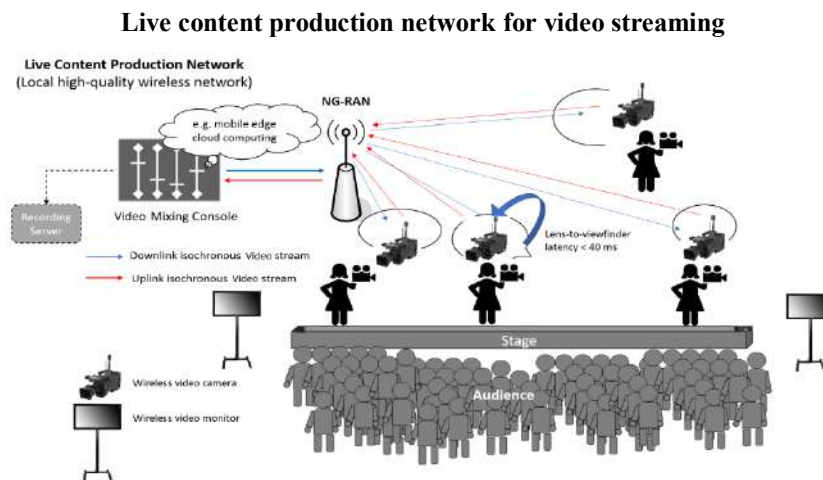 Live content production network for video streaming
Live Content Production Network
(Local high-quality wireless network)
NG-RAN
e.g. mobile edge
cloud computing
Recording
Server
Video Mixing Console
Lens-to-viewfinder
latency < 40 ms
Downlink isochronous Video stream
Uplink isochronous Video stream
Stage
Audience
Wireless video camera
Wireless video monitor